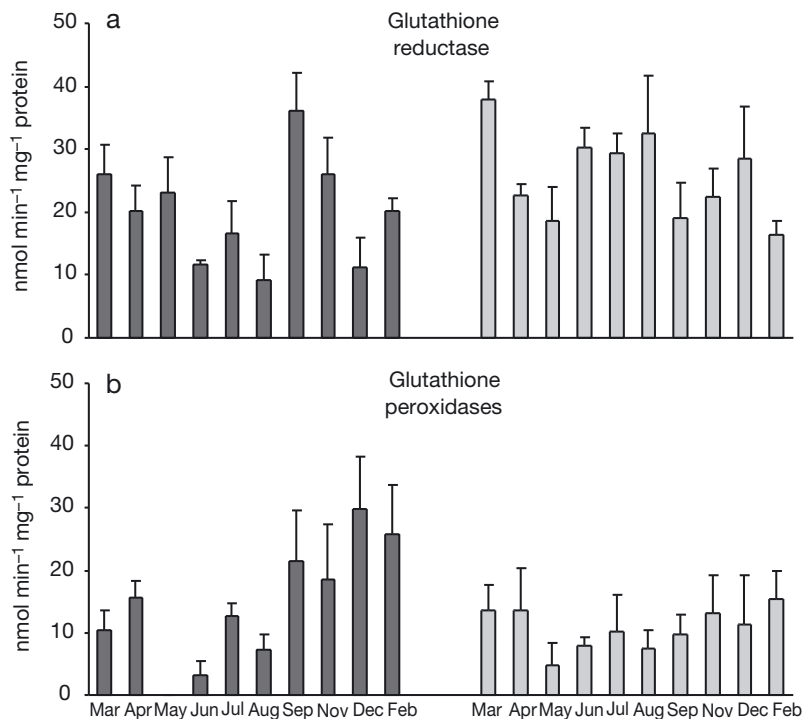 a
Glutathione
reductase
nmol min⁻¹ mg⁻¹ protein
50
40
30
20
10
0
b
Glutathione
peroxidases
nmol min⁻¹ mg⁻¹ protein
50
40
30
20
10
0
Mar Apr May Jun Jul Aug Sep Nov Dec Feb
Mar Apr May Jun Jul Aug Sep Nov Dec Feb